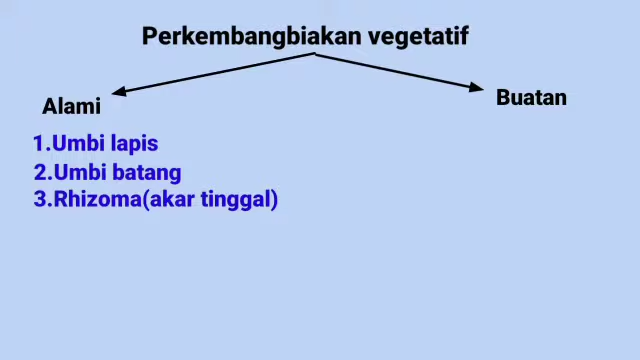 Perkembangbiakan vegetatif
Alami
Buatan
1.Umbi lapis
2.Umbi batang
3.Rhizoma(akar tinggal)